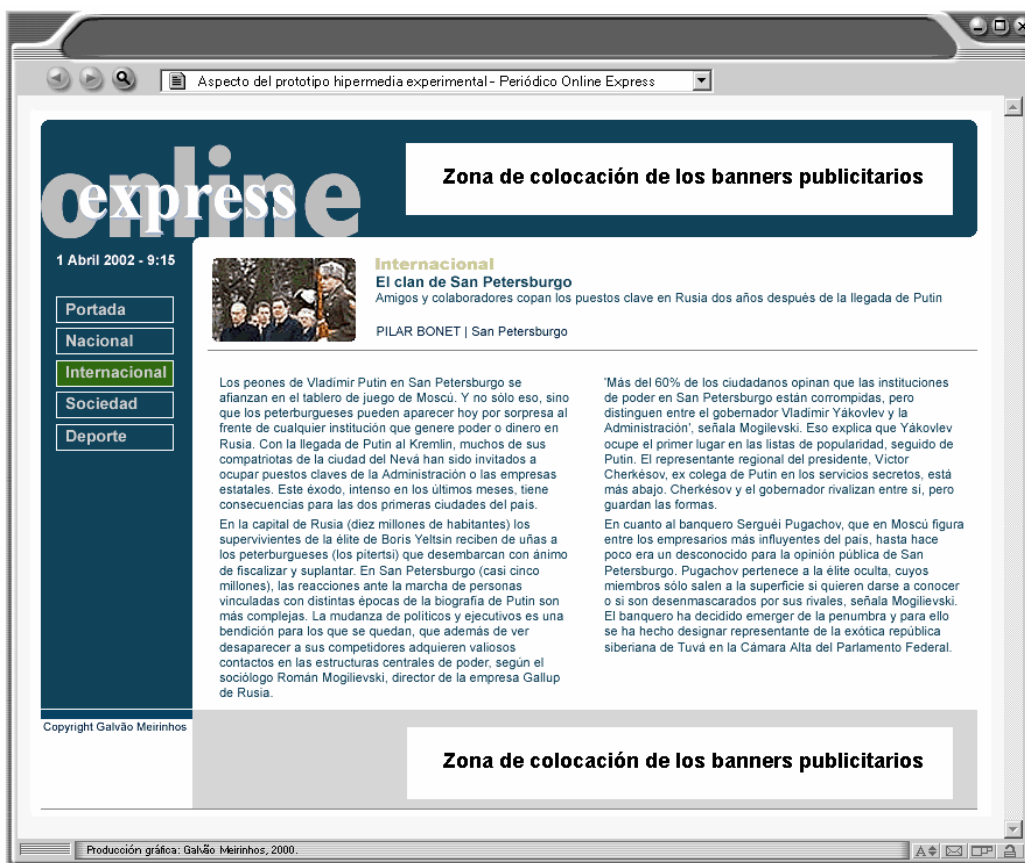 Aspecto del prototipo hipermedia experimental - Periódico Online Express
online
express
Zona de colocación de los banners publicitarios
1 Abril 2002 - 9:15
Portada
Nacional
Internacional
Sociedad
Deporte
Internacional
El clan de San Petersburgo
Amigos y colaboradores copan los puestos clave en Rusia dos años después de la llegada de Putin
PILAR BONET | San Petersburgo
Los peones de Vladímir Putin en San Petersburgo se
afianzan en el tablero de juego de Moscú. Y no sólo eso, sino
que los peterburgueses pueden aparecer hoy por sorpresa al
frente de cualquier institución que genere poder o dinero en
Rusia. Con la llegada de Putin al Kremlin, muchos de sus
compatriotas de la ciudad del Nevá han sido invitados a
ocupar puestos claves de la Administración o las empresas
estatales. Este éxodo, intenso en los últimos meses, tiene
consecuencias para las dos primeras ciudades del país.
En la capital de Rusia (diez millones de habitantes) los
supervivientes de la élite de Borís Yeltsin reciben de uñas a
los peterburgueses (los pítertsi) que desembarcan con ánimo
de fiscalizar y suplantar. En San Petersburgo (casi cinco
millones), las reacciones ante la marcha de personas
vinculadas con distintas épocas de la biografía de Putin son
más complejas. La mudanza de políticos y ejecutivos es una
bendición para los que se quedan, que además de ver
desaparecer a sus competidores adquieren valiosos
contactos en las estructuras centrales de poder, según el
sociólogo Román Mogilievski, director de la empresa Gallup
de Rusia.
'Más del 60% de los ciudadanos opinan que las instituciones
de poder en San Petersburgo están corrompidas, pero
distinguen entre el gobernador Vladímir Yákovlev y la
Administración', señala Mogilevski. Eso explica que Yákovlev
ocupe el primer lugar en las listas de popularidad, seguido de
Putin. El representante regional del presidente, Víctor
Cherkésov, ex colega de Putin en los servicios secretos, está
más abajo. Cherkésov y el gobernador rivalizan entre sí, pero
guardan las formas.
En cuanto al banquero Serguéi Pugachov, que en Moscú figura
entre los empresarios más influyentes del país, hasta hace
poco era un desconocido para la opinión pública de San
Petersburgo. Pugachov pertenece a la élite oculta, cuyos
miembros sólo salen a la superficie si quieren darse a conocer
o si son desenmascarados por sus rivales, señala Mogilievski.
El banquero ha decidido emerger de la penumbra y para ello
se ha hecho designar representante de la exótica república
siberiana de Tuvá en la Cámara Alta del Parlamento Federal.
Copyright Galvão Meirinhos
Zona de colocación de los banners publicitarios
Producción gráfica: Galvão Meirinhos, 2000.